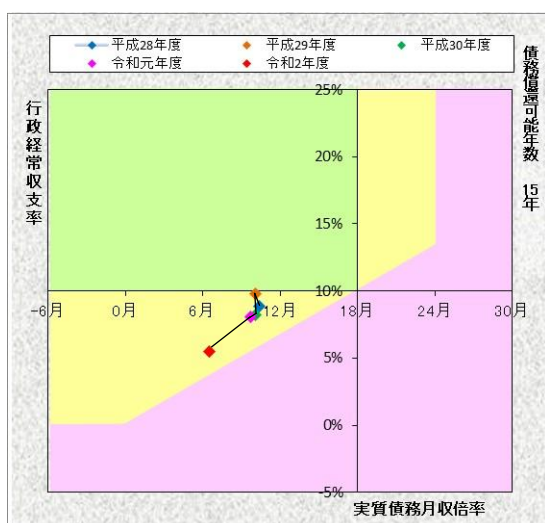 平成28年度 平成29年度 平成30年度
令和元年度 令和2年度
行政経常収支率
債務償還可能年数 15年
25%
20%
15%
10%
-6月 0月 6月 12月 18月 24月 30月
5%
0%
-5%
実質債務月収倍率